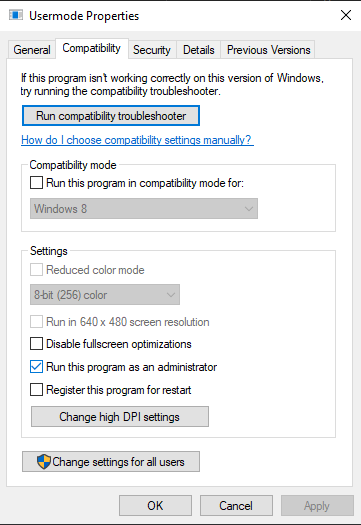 Usermode Properties
General
Compatibility
Security
Details
Previous Versions
If this program isn't working correctly on this version of Windows,
try running the compatibility troubleshooter.
Run compatibility troubleshooter
How do I choose compatibility settings manually?
Compatibility mode
Run this program in compatibility mode for:
Windows 8
Settings
Reduced color mode
8-bit (256) color
Run in 640 x 480 screen resolution
Disable fullscreen optimizations
Run this program as an administrator
Register this program for restart
Change high DPI settings
Change settings for all users
OK
Cancel
Apply